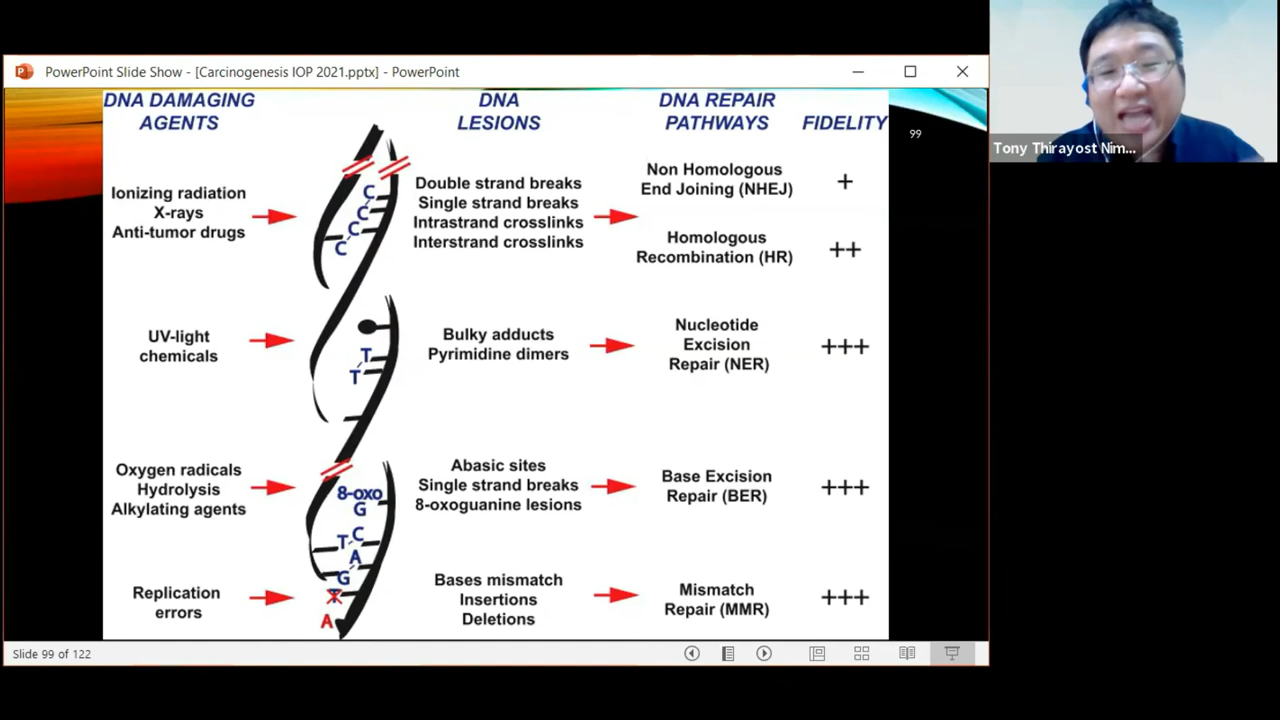 PowerPoint Slide Show - [Carcinogenesis IOP 2021.pptx] - PowerPoint
DNA DAMAGING
AGENTS
DNA
LESIONS
DNA REPAIR
PATHWAYS
FIDELITY
99
Tony Thirayost Nim...
Ionizing radiation
X-rays
Anti-tumor drugs
C
C
C
C
Double strand breaks
Single strand breaks
Intrastrand crosslinks
Interstrand crosslinks
Non Homologous
End Joining (NHEJ)
+
Homologous
Recombination (HR)
++
UV-light
chemicals
T
T
Bulky adducts
Pyrimidine dimers
Nucleotide
Excision
Repair (NER)
+++
Oxygen radicals
Hydrolysis
Alkylating agents
8-oxo
G
T C
A
G
Abasic sites
Single strand breaks
8-oxoguanine lesions
Base Excision
Repair (BER)
+++
Replication
errors
T
A
Bases mismatch
Insertions
Deletions
Mismatch
Repair (MMR)
+++
Slide 99 of 122